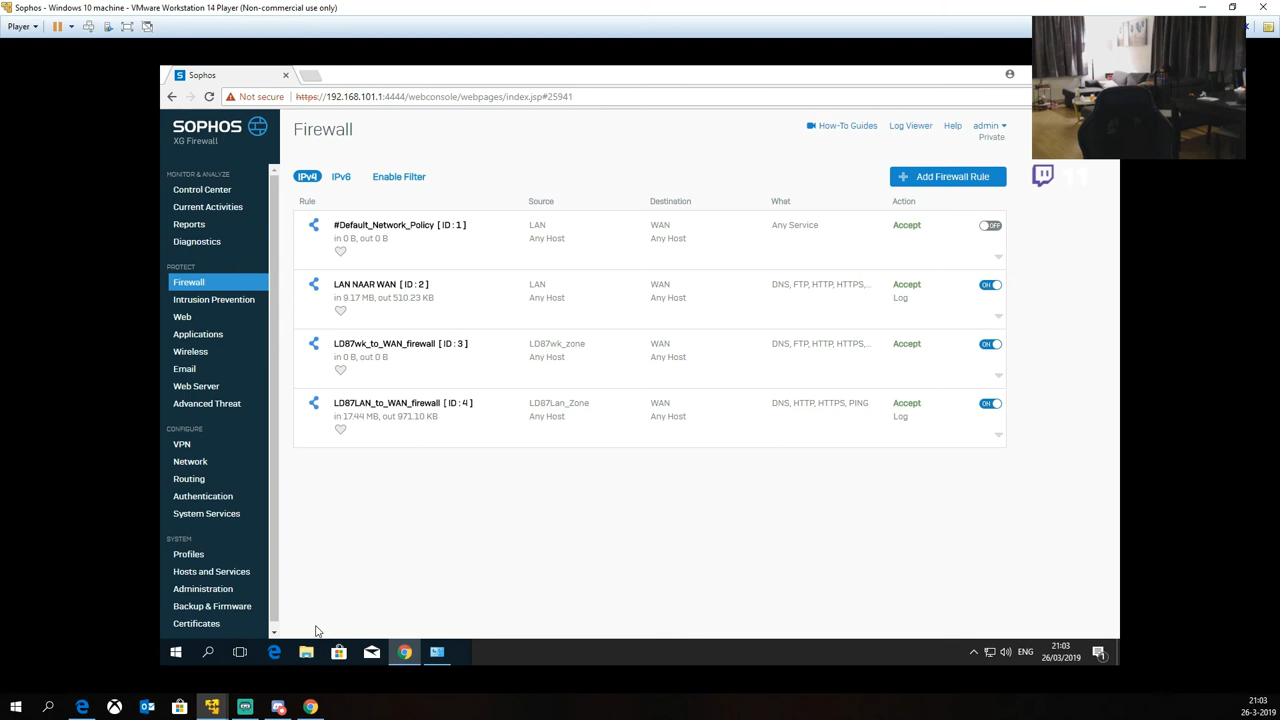 Sophos - Windows 10 machine - VMware Workstation 14 Player (Non-commercial use only)
Player
Sophos
Not secure
https://192.168.101.1:4444/webconsole/webpages/index.jsp#25941
SOPHOS
XG Firewall
Firewall
How-To Guides
Log Viewer
Help
admin
Private
MONITOR & ANALYZE
Control Center
Current Activities
Reports
Diagnostics
PROTECT
Firewall
Intrusion Prevention
Web
Applications
Wireless
Email
Web Server
Advanced Threat
CONFIGURE
VPN
Network
Routing
Authentication
System Services
SYSTEM
Profiles
Hosts and Services
Administration
Backup & Firmware
Certificates
IPv4
IPv6
Enable Filter
Add Firewall Rule
11
Rule Source Destination What Action
#Default_Network_Policy [ ID : 1 ] LAN WAN Any Service Accept OFF
in 0 B, out 0 B Any Host Any Host
LAN NAAR WAN [ ID : 2 ] LAN WAN DNS, FTP, HTTP, HTTPS,... Accept ON
in 9.17 MB, out 510.23 KB Any Host Any Host Log
LD87wk_to_WAN_firewall [ ID : 3 ] LD87wk_zone WAN DNS, FTP, HTTP, HTTPS,... Accept ON
in 0 B, out 0 B Any Host Any Host
LD87LAN_to_WAN_firewall [ ID : 4 ] LD87Lan_Zone WAN DNS, HTTP, HTTPS, PING Accept ON
in 17.44 MB, out 971.10 KB Any Host Any Host Log
ENG
21:03
26/03/2019
1
21:03
26-3-2019